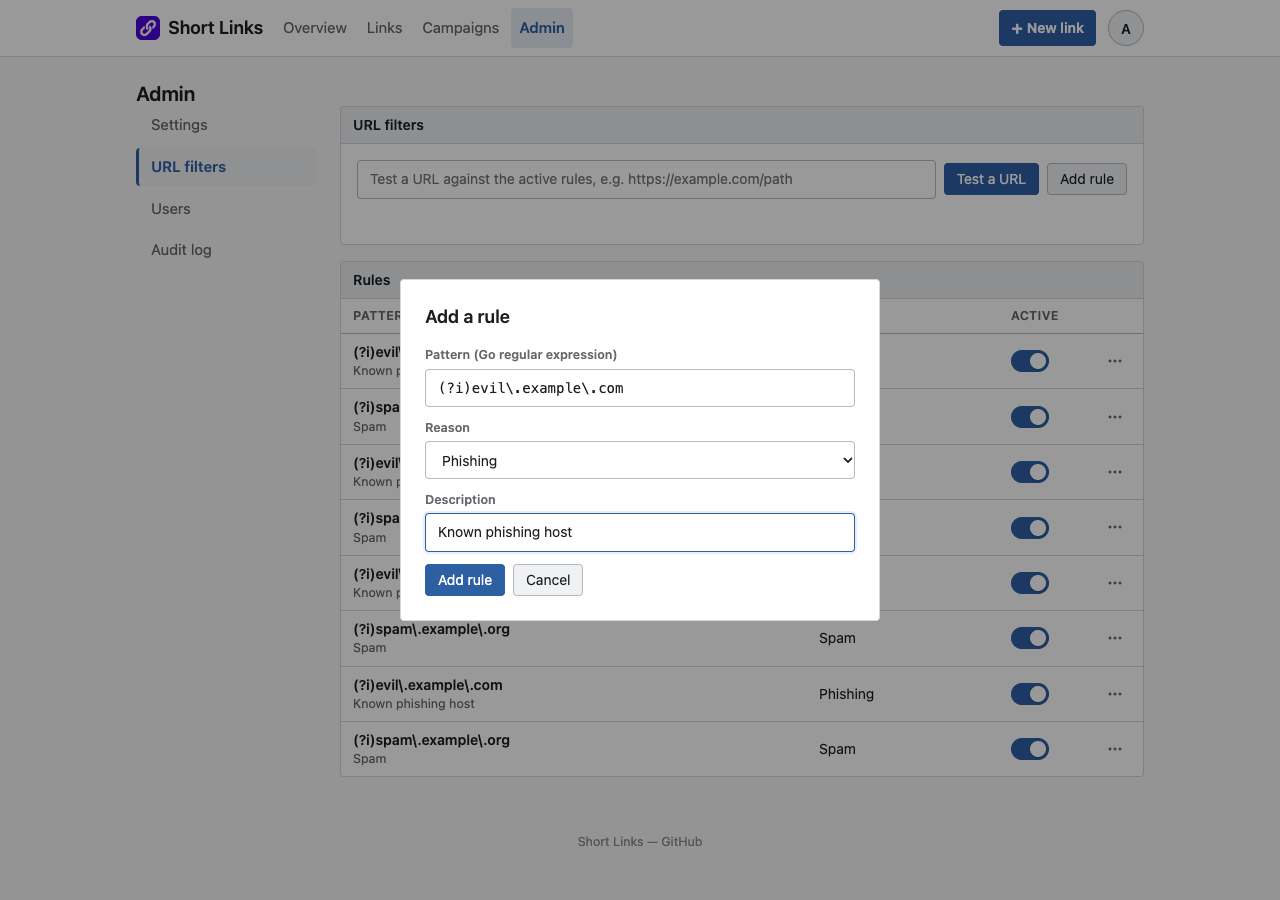 Short Links
Overview
Links
Campaigns
Admin
+ New link
A
Admin
Settings
URL filters
Users
Audit log
URL filters
Test a URL against the active rules, e.g. https://example.com/path
Test a URL
Add rule
Rules
ACTIVE
Add a rule
Pattern (Go regular expression)
(?i)evil\.example\.com
Reason
Phishing
Description
Known phishing host
Add rule
Cancel
(?i)spam\.example\.org
Spam
Spam
(?i)evil\.example\.com
Known phishing host
Phishing
(?i)spam\.example\.org
Spam
Spam
Short Links — GitHub